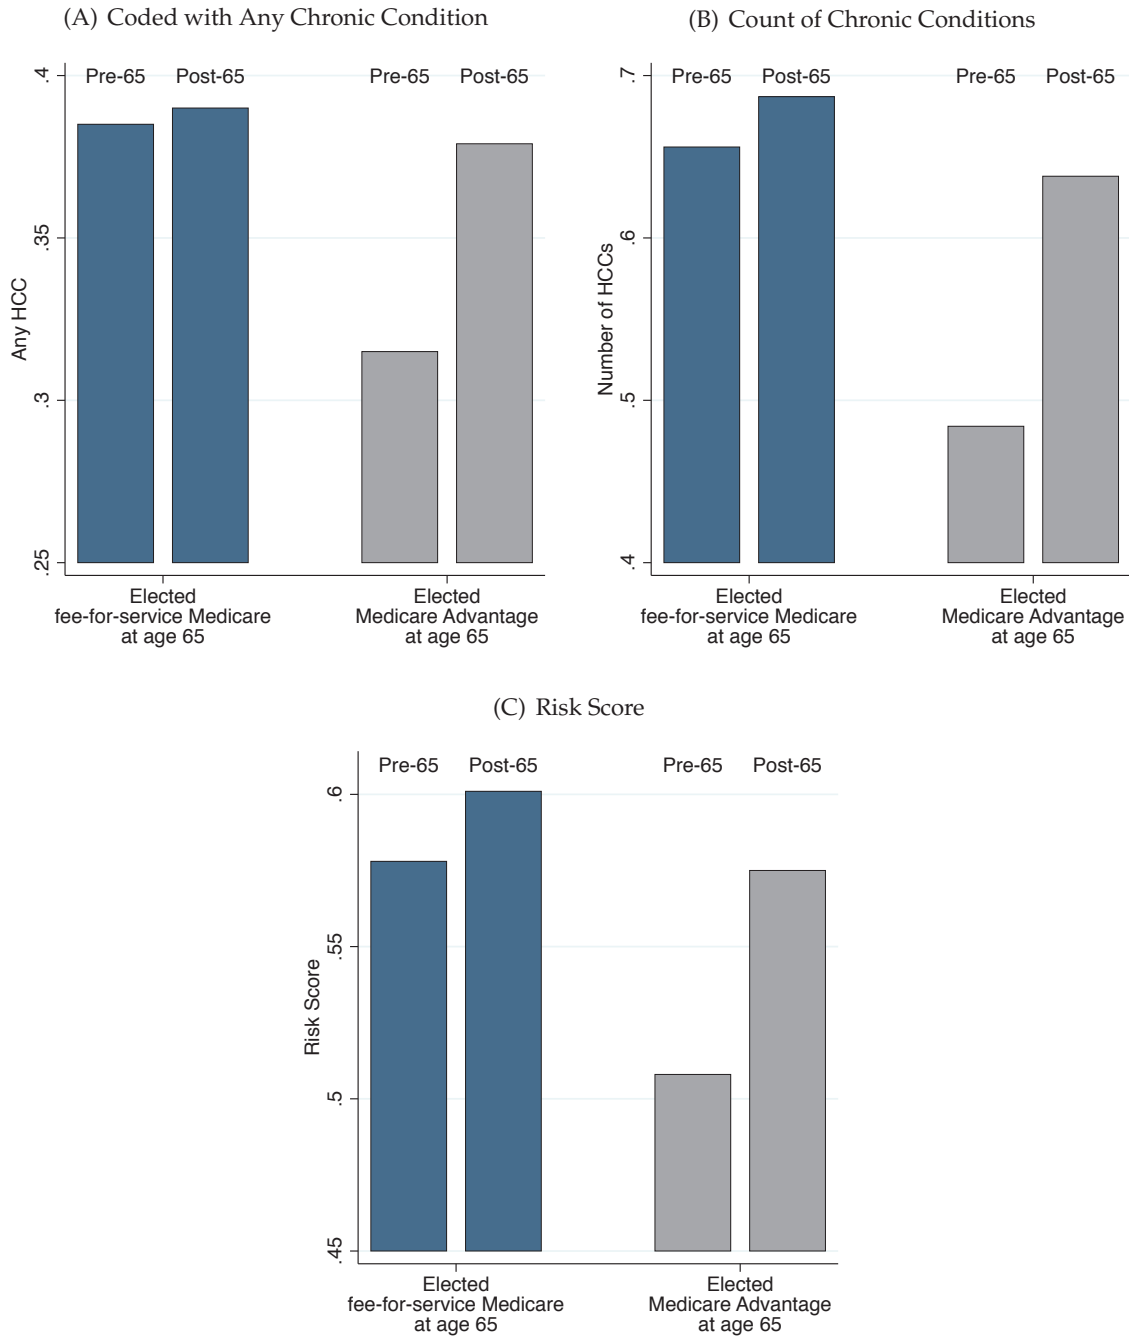 (A) Coded with Any Chronic Condition
Pre-65 Post-65 Pre-65 Post-65
.4
.35
.3
.25
Any HCC
Elected
fee-for-service Medicare
at age 65
Elected
Medicare Advantage
at age 65
(B) Count of Chronic Conditions
Pre-65 Post-65 Pre-65 Post-65
.7
.6
.5
.4
Number of HCCs
Elected
fee-for-service Medicare
at age 65
Elected
Medicare Advantage
at age 65
(C) Risk Score
Pre-65 Post-65 Pre-65 Post-65
.6
.55
.5
.45
Risk Score
Elected
fee-for-service Medicare
at age 65
Elected
Medicare Advantage
at age 65